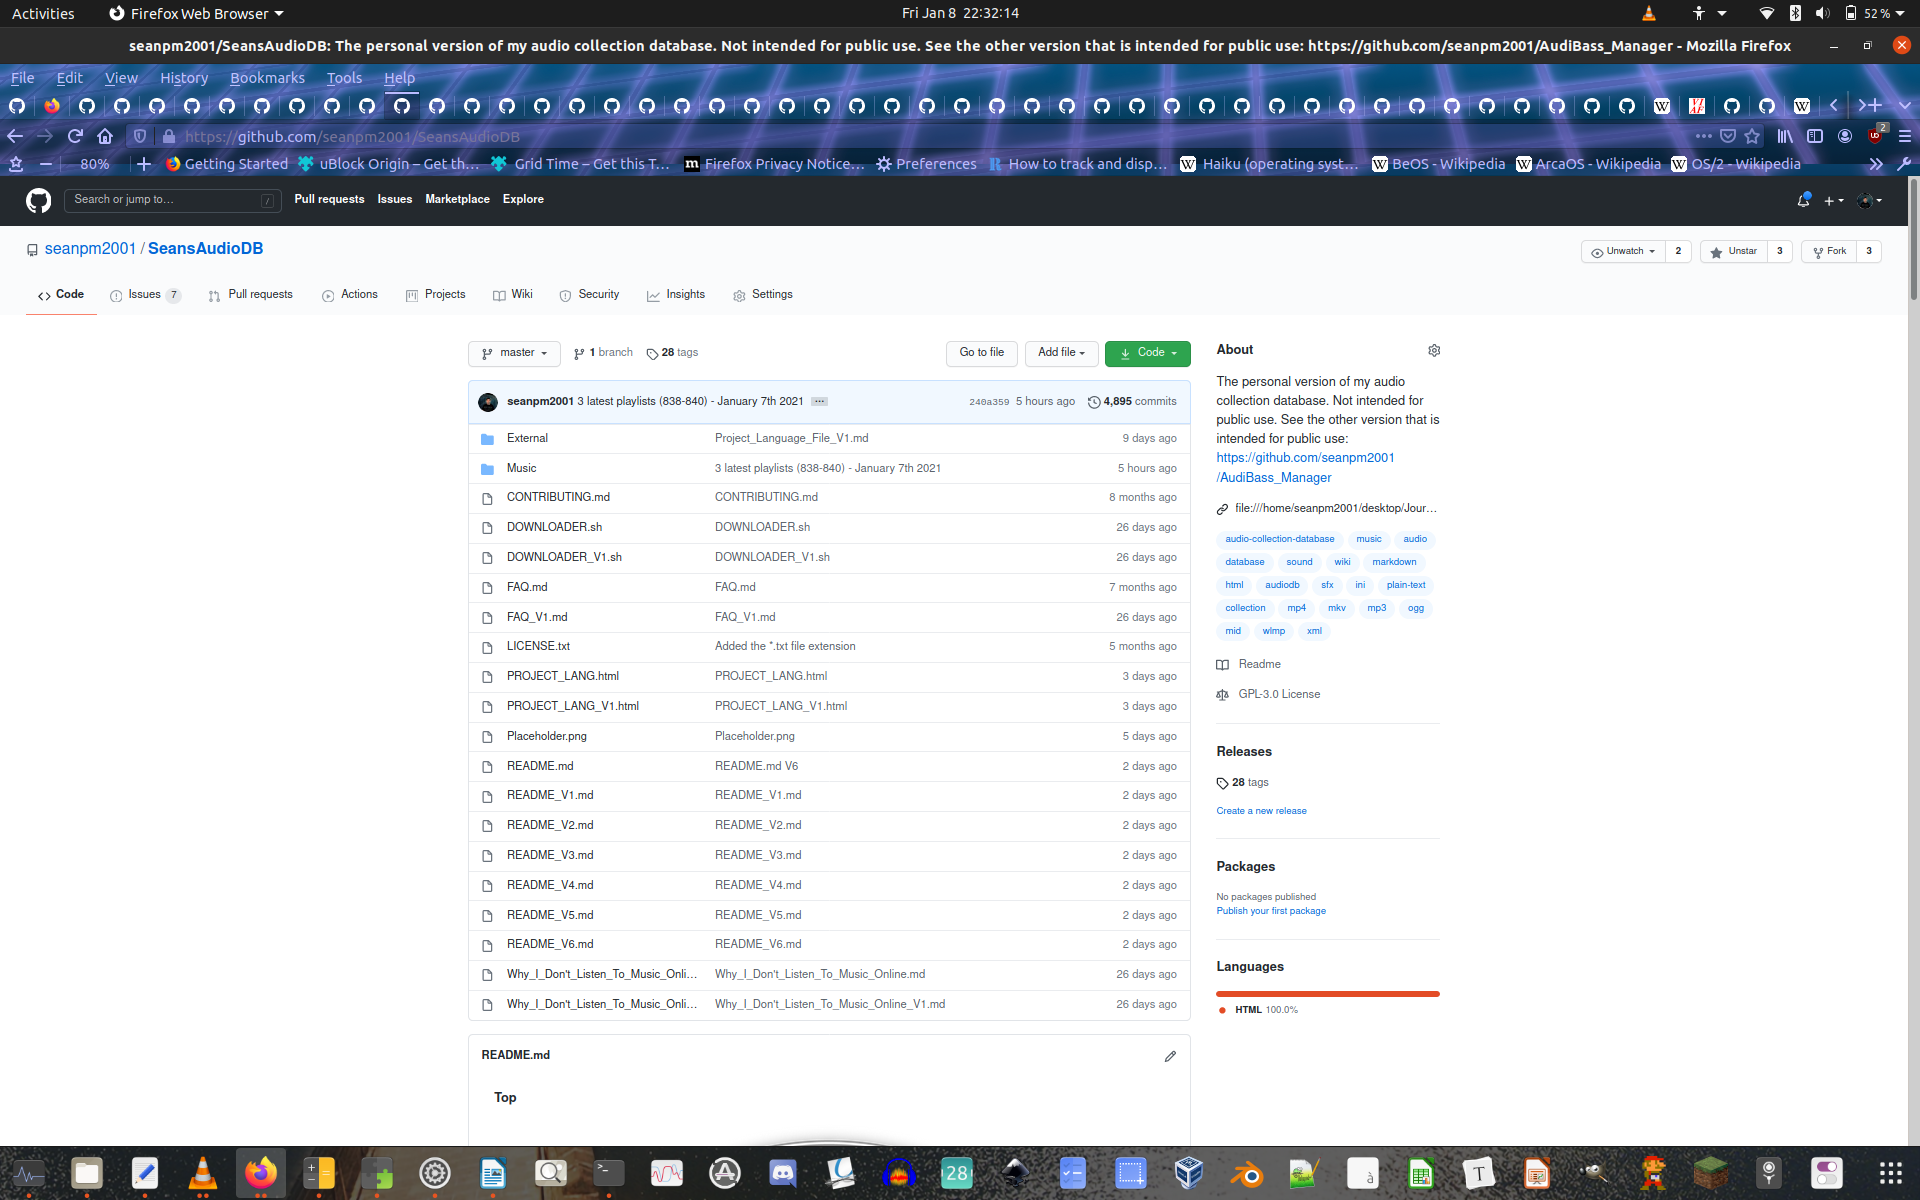 Activities Firefox Web Browser Fri Jan 8 22:32:14 52 %
seanpm2001/SeansAudioDB: The personal version of my audio collection database. Not intended for public use. See the other version that is intended for public use: https://github.com/seanpm2001/AudiBass_Manager - Mozilla Firefox
File Edit View History Bookmarks Tools Help
https://github.com/seanpm2001/SeansAudioDB 2
80% Getting Started uBlock Origin – Get th… Grid Time – Get this T… Firefox Privacy Notice… Preferences How to track and disp… Haiku (operating syst… BeOS - Wikipedia ArcaOS - Wikipedia OS/2 - Wikipedia
Search or jump to… / Pull requests Issues Marketplace Explore
seanpm2001 / SeansAudioDB Unwatch 2 Unstar 3 Fork 3
Code Issues 7 Pull requests Actions Projects Wiki Security Insights Settings
master 1 branch 28 tags Go to file Add file Code
seanpm2001 3 latest playlists (838-840) - January 7th 2021 ... 240a359 5 hours ago 4,895 commits
External Project_Language_File_V1.md 9 days ago
Music 3 latest playlists (838-840) - January 7th 2021 5 hours ago
CONTRIBUTING.md CONTRIBUTING.md 8 months ago
DOWNLOADER.sh DOWNLOADER.sh 26 days ago
DOWNLOADER_V1.sh DOWNLOADER_V1.sh 26 days ago
FAQ.md FAQ.md 7 months ago
FAQ_V1.md FAQ_V1.md 26 days ago
LICENSE.txt Added the *.txt file extension 5 months ago
PROJECT_LANG.html PROJECT_LANG.html 3 days ago
PROJECT_LANG_V1.html PROJECT_LANG_V1.html 3 days ago
Placeholder.png Placeholder.png 5 days ago
README.md README.md V6 2 days ago
README_V1.md README_V1.md 2 days ago
README_V2.md README_V2.md 2 days ago
README_V3.md README_V3.md 2 days ago
README_V4.md README_V4.md 2 days ago
README_V5.md README_V5.md 2 days ago
README_V6.md README_V6.md 2 days ago
Why_I_Don't_Listen_To_Music_Onli… Why_I_Don't_Listen_To_Music_Online.md 26 days ago
Why_I_Don't_Listen_To_Music_Onli… Why_I_Don't_Listen_To_Music_Online_V1.md 26 days ago
README.md
Top
About
The personal version of my audio
collection database. Not intended for
public use. See the other version that is
intended for public use:
https://github.com/seanpm2001
/AudiBass_Manager
file:///home/seanpm2001/desktop/Jour…
audio-collection-database music audio
database sound wiki markdown
html audiodb sfx ini plain-text
collection mp4 mkv mp3 ogg
mid wlmp xml
Readme
GPL-3.0 License
Releases
28 tags
Create a new release
Packages
No packages published
Publish your first package
Languages
HTML 100.0%
28